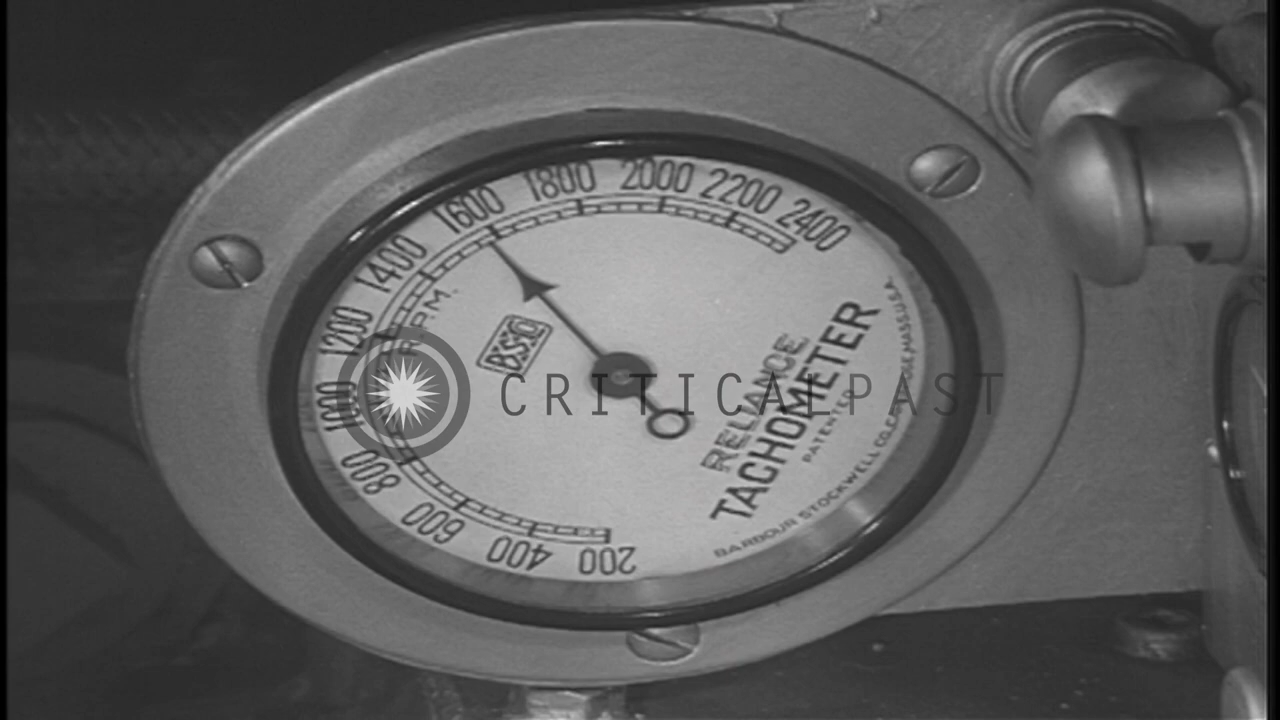 200
400
600
800
1000
1200
1400
1600
1800
2000
2200
2400
R.P.M.
B.S.CO
RELIANCE
TACHOMETER
PATENTED
BARBOUR STOCKWELL CO. CAMBRIDGE, MASS. U.S.A.
CRITICALPAST